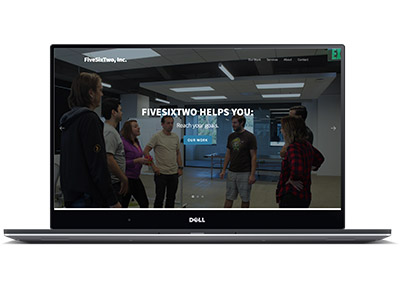 FiveSixTwo, Inc.
Our Work Services About Contact
FIVESIXTWO HELPS YOU:
Reach your goals.
OUR WORK
DELL